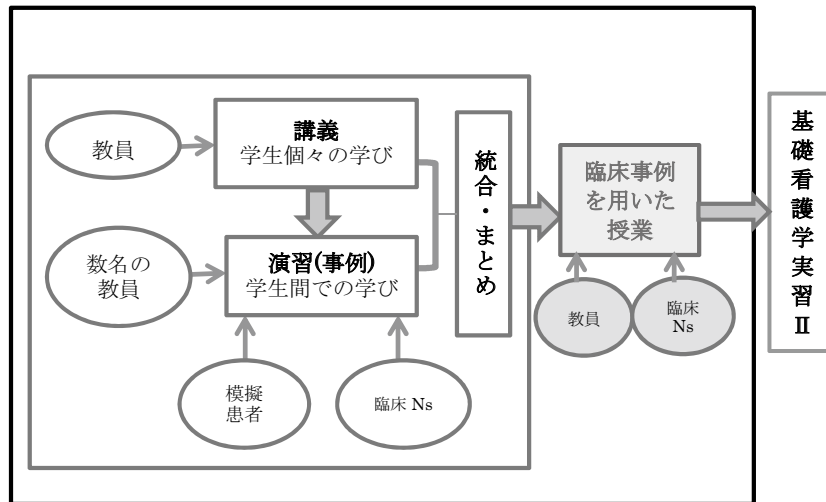 講義
学生個々の学び
教員
演習(事例)
学生間での学び
数名の
教員
模擬
患者
臨床 Ns
統合・まとめ
臨床事例
を用いた
授業
教員
臨床
Ns
基礎看護学実習Ⅱ